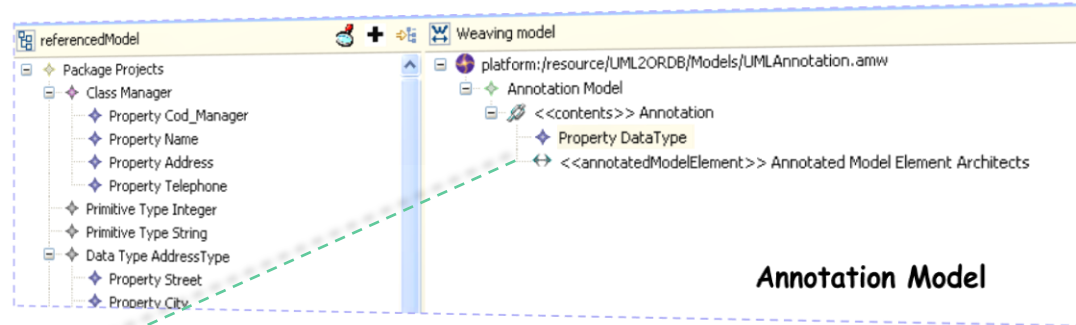 referencedModel
Package Projects
Class Manager
Property Cod_Manager
Property Name
Property Address
Property Telephone
Primitive Type Integer
Primitive Type String
Data Type AddressType
Property Street
Property City
Weaving model
platform:/resource/UML2ORDB/Models/UMLAnnotation.amw
Annotation Model
<<contents>> Annotation
Property DataType
<<annotatedModelElement>> Annotated Model Element Architects
Annotation Model